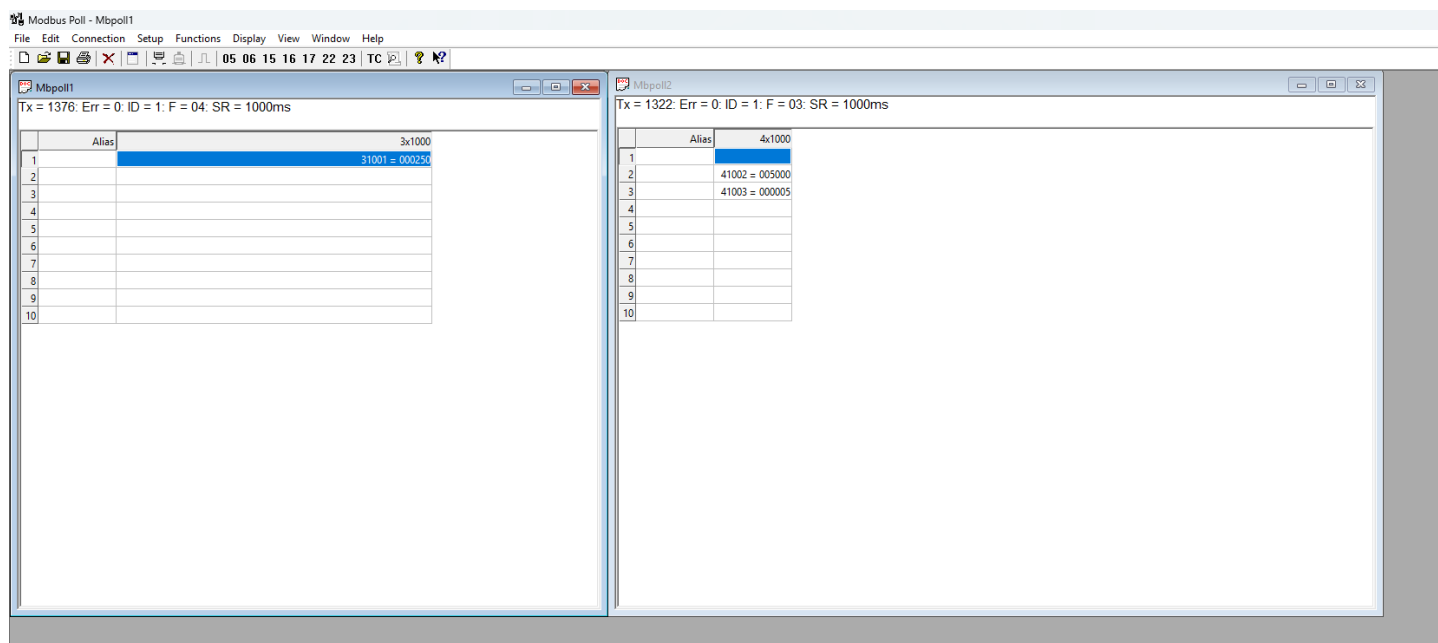 Modbus Poll - Mbpoll1
File Edit Connection Setup Functions Display View Window Help
05 06 15 16 17 22 23 TC
Mbpoll1
Tx = 1376: Err = 0: ID = 1: F = 04: SR = 1000ms
Alias 3x1000
1 31001 = 000250
2
3
4
5
6
7
8
9
10
Mbpoll2
Tx = 1322: Err = 0: ID = 1: F = 03: SR = 1000ms
Alias 4x1000
1
2 41002 = 005000
3 41003 = 000005
4
5
6
7
8
9
10